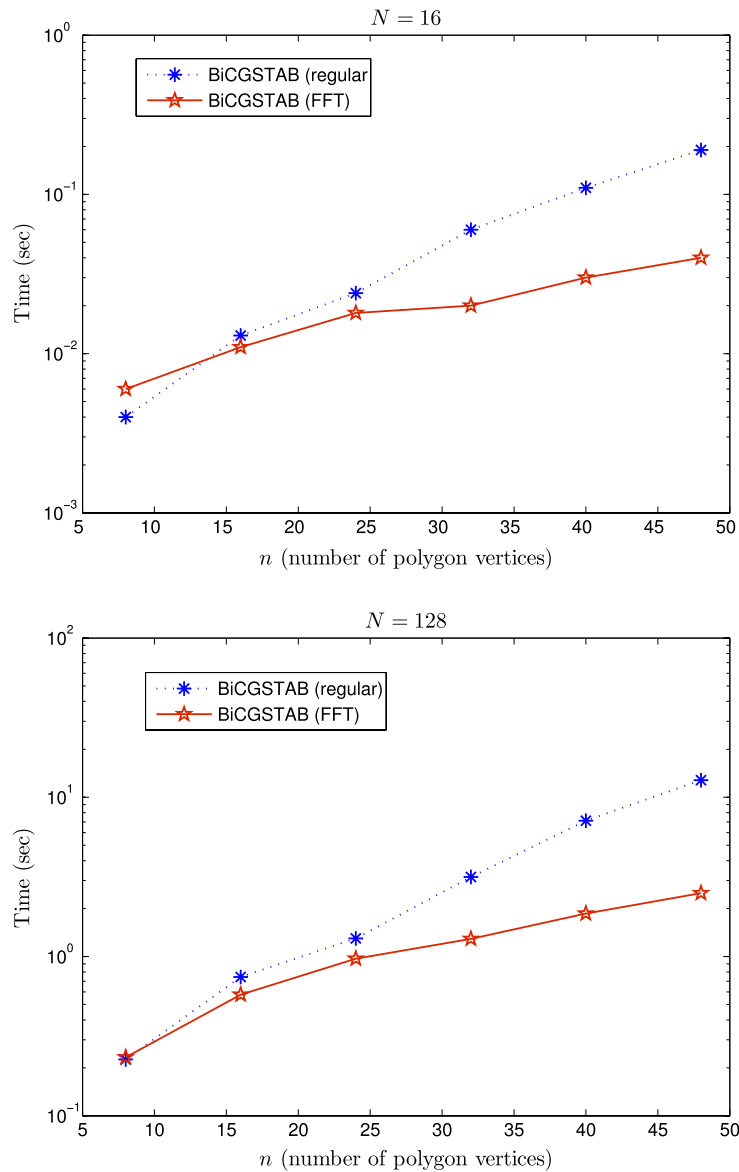 N = 16
10^0
10^-1
10^-2
10^-3
Time (sec)
BiCGSTAB (regular
BiCGSTAB (FFT)
5 10 15 20 25 30 35 40 45 50
n (number of polygon vertices)
N = 128
10^2
10^1
10^0
10^-1
Time (sec)
BiCGSTAB (regular)
BiCGSTAB (FFT)
5 10 15 20 25 30 35 40 45 50
n (number of polygon vertices)